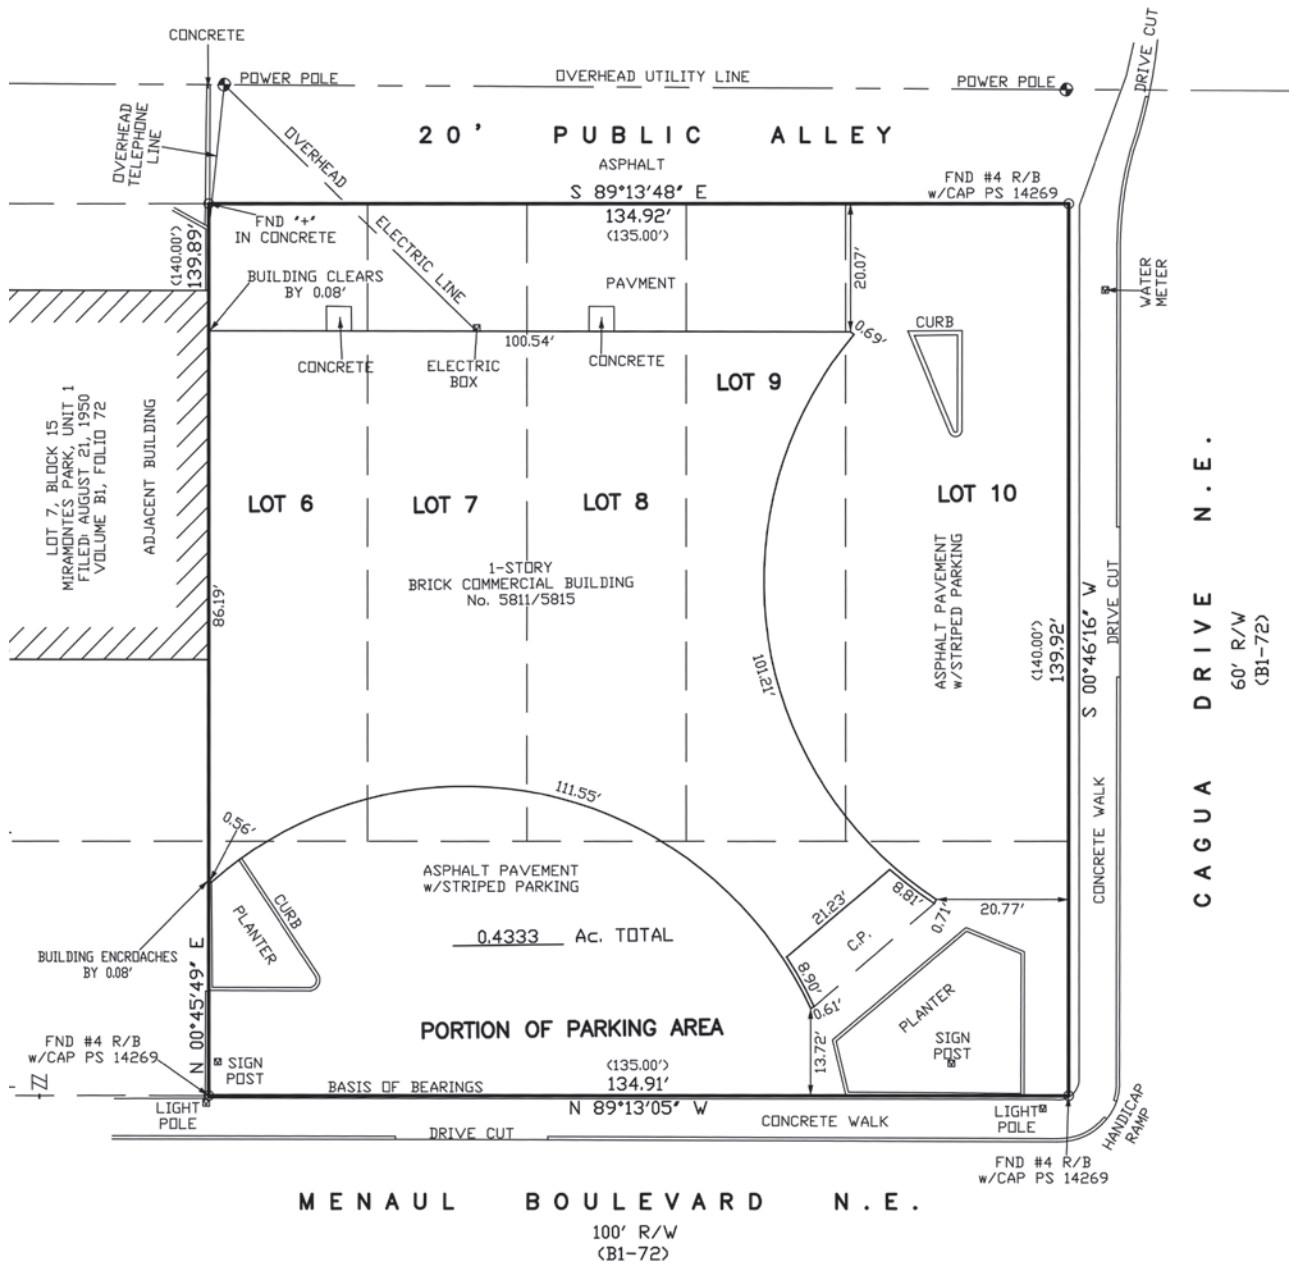 CONCRETE
POWER POLE
OVERHEAD UTILITY LINE
POWER POLE
DRIVE CUT
OVERHEAD
TELEPHONE
LINE
OVERHEAD
ELECTRIC LINE
20' PUBLIC ALLEY
ASPHALT
S 89°13'48" E
134.92'
(135.00')
FND #4 R/B
w/CAP PS 14269
FND "+"
IN CONCRETE
(140.00')
139.89'
BUILDING CLEARS
BY 0.08'
PAVMENT
20.07'
WATER
METER
CONCRETE
ELECTRIC
BOX
100.54'
CONCRETE
0.69'
CURB
LOT 9
LOT 7, BLOCK 15
MIRAMONTES PARK, UNIT 1
FILED: AUGUST 21, 1950
VOLUME B1, FOLIO 72
ADJACENT BUILDING
LOT 6
LOT 7
LOT 8
LOT 10
1-STORY
BRICK COMMERCIAL BUILDING
No. 5811/5815
86.19'
101.21'
ASPHALT PAVEMENT
w/STRIPED PARKING
(140.00')
139.92'
S 00°46'16" W
DRIVE CUT
CAGUA DRIVE N.E.
60' R/W
(B1-72)
CONCRETE WALK
111.55'
0.56'
ASPHALT PAVEMENT
w/STRIPED PARKING
CURB
PLANTER
0.4333 Ac. TOTAL
21.23'
8.81'
C.P.
0.71'
20.77'
8.90'
0.61'
13.72'
BUILDING ENCROACHES
BY 0.08'
N 00°45'49" E
PORTION OF PARKING AREA
PLANTER
SIGN
POST
FND #4 R/B
w/CAP PS 14269
SIGN
POST
(135.00')
134.91'
BASIS OF BEARINGS
N 89°13'05" W
LIGHT
POLE
DRIVE CUT
CONCRETE WALK
LIGHT
POLE
HANDICAP
RAMP
FND #4 R/B
w/CAP PS 14269
MENAUL BOULEVARD N.E.
100' R/W
(B1-72)